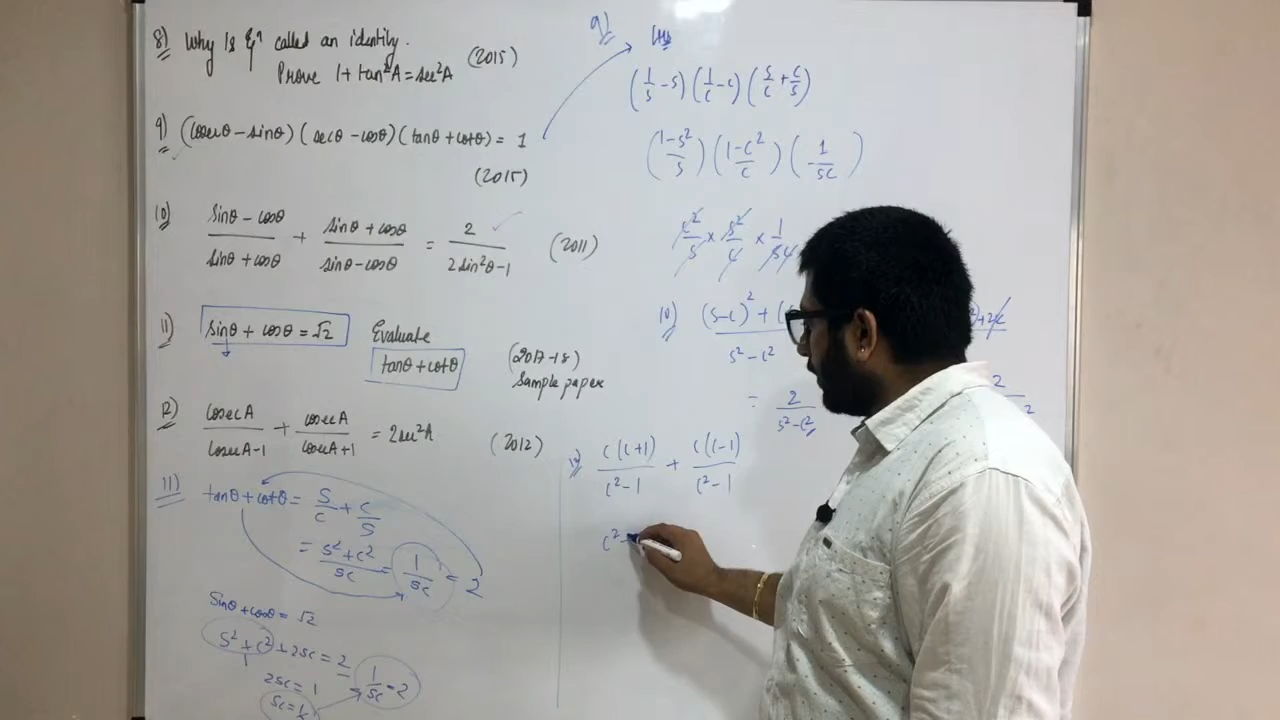 8) Why Is Eqⁿ called an identity.
Prove 1 + tan²A = sec²A (2015)
9) (cosecθ – sinθ) (secθ – cosθ) (tanθ + cotθ) = 1
(2015)
10) sinθ – cosθ / sinθ + cosθ + sinθ + cosθ / sinθ – cosθ = 2 / 2sin²θ – 1 (2011)
11) sinθ + cosθ = √2 Evaluate
tanθ + cotθ (2017-18)
Sample paper
12) cosecA / cosecA – 1 + cosecA / cosecA + 1 = 2sec²A (2012)
11) tanθ + cotθ = S/C + C/S
= S² + C² / SC = 1/SC = 2
Sinθ + cosθ = √2
S² + C² + 2SC = 2
1
2SC = 1 1/SC = 2
9) LHS
(1/S – S) (1/C – C) (S/C + C/S)
(1 – S² / S) (1 – C² / C) (1 / SC)
C²/S × S²/C × 1/SC
10) (S – C)² + (S
S² – C²
+ 2SC
= 2 / S² – C²
2
12) C(C + 1) / C² – 1 + C(C – 1) / C² – 1
C²